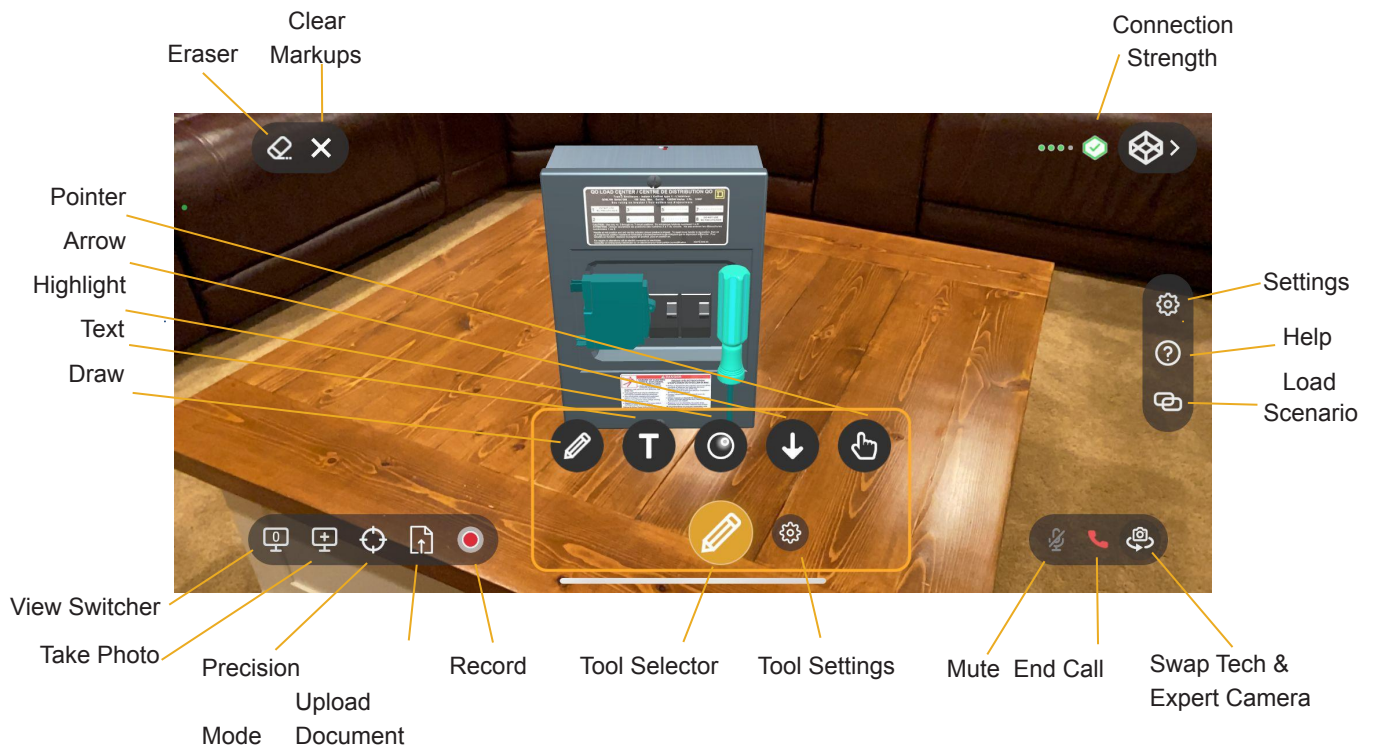 Clear
Markups
Eraser
Connection
Strength
Pointer
Arrow
Highlight
Text
Draw
QO LOAD CENTER / CENTRE DE DISTRIBUTION QO
T
0
Settings
Help
Load
Scenario
View Switcher
Take Photo
Precision
Mode
Upload
Document
Record
Tool Selector
Tool Settings
Mute
End Call
Swap Tech &
Expert Camera